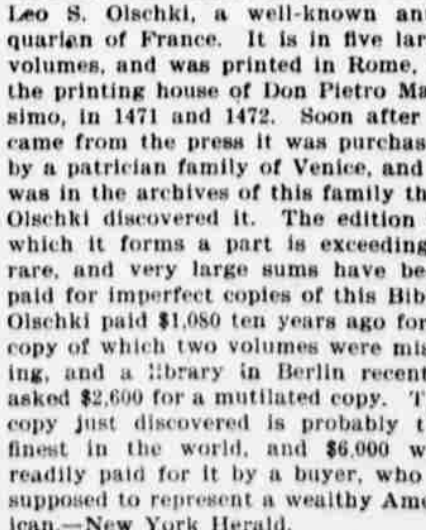 Leo S. Olschki, a well-known an
quarian of France. It is in five lar
volumes, and was printed in Rome,
the printing house of Don Pietro Ma
simo, in 1471 and 1472. Soon after
came from the press it was purchas
by a patrician family of Venice, and
was in the archives of this family th
Olschki discovered it. The edition
which it forms a part is exceeding
rare, and very large sums have be
paid for imperfect copies of this Bib
Olschki paid $1,080 ten years ago for
copy of which two volumes were mis
ing, and a library in Berlin recent
asked $2,600 for a mutilated copy. T
copy just discovered is probably t
finest in the world, and $6,000 w
readily paid for it by a buyer, who
supposed to represent a wealthy Ame
ican.—New York Herald.